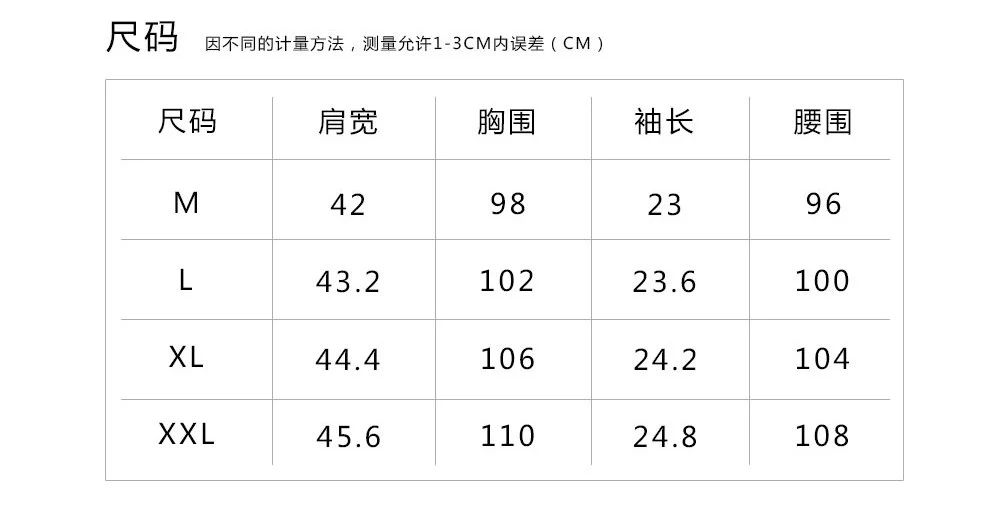 尺码 因不同的计量方法，测量允许1-3CM内误差（CM）
尺码 肩宽 胸围 袖长 腰围
M 42 98 23 96
L 43.2 102 23.6 100
XL 44.4 106 24.2 104
XXL 45.6 110 24.8 108